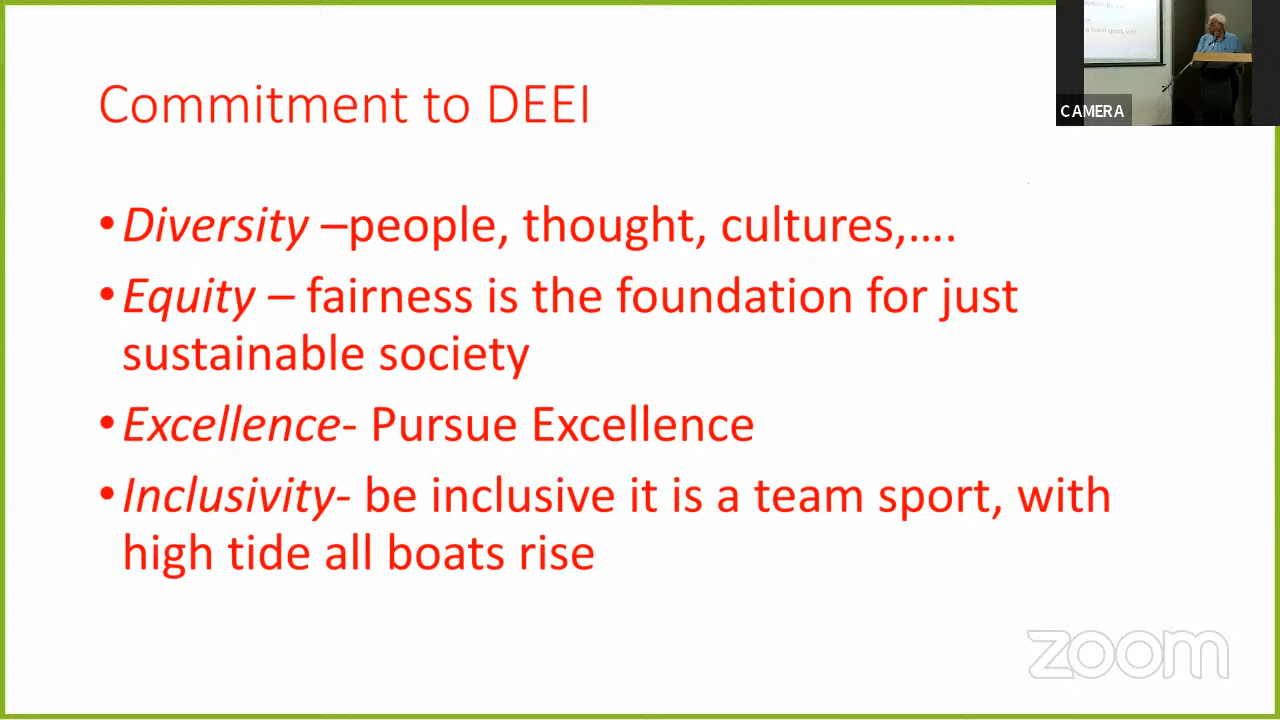 Commitment to DEEI
CAMERA
•Diversity –people, thought, cultures,....
•Equity – fairness is the foundation for just
sustainable society
•Excellence- Pursue Excellence
•Inclusivity- be inclusive it is a team sport, with
high tide all boats rise
zoom